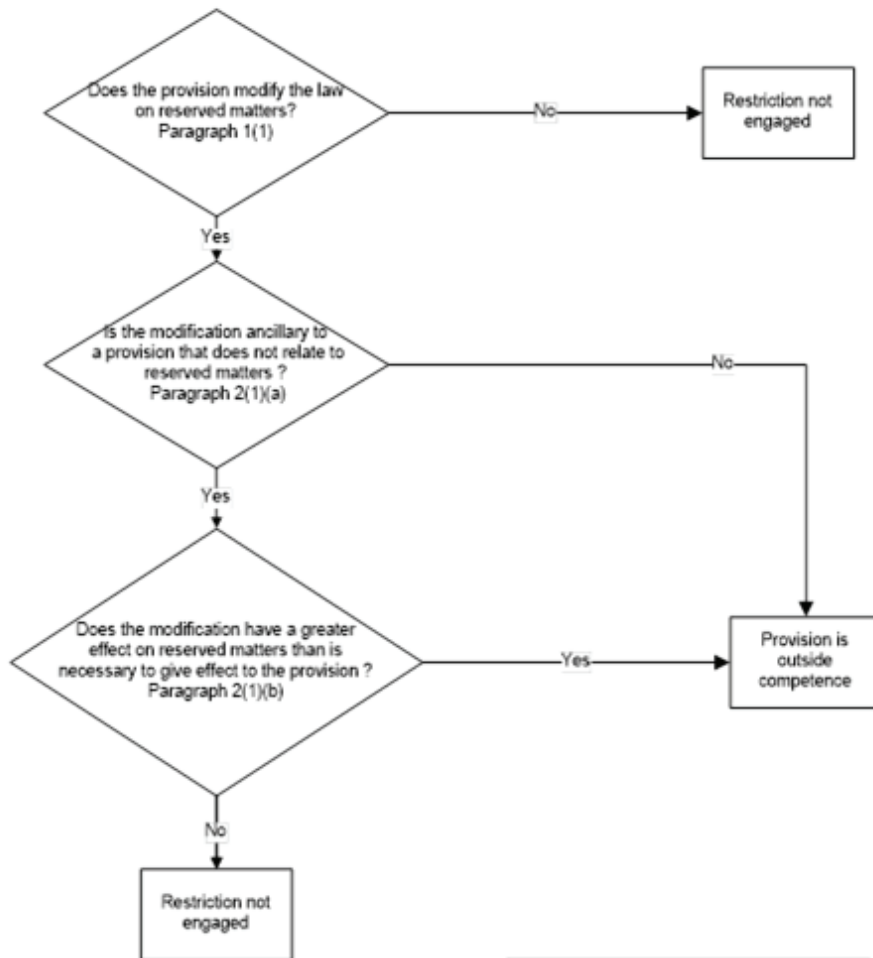 Does the provision modify the law
on reserved matters?
Paragraph 1(1)
No
Restriction not
engaged
Yes
Is the modification ancillary to
a provision that does not relate to
reserved matters ?
Paragraph 2(1)(a)
No
Yes
Does the modification have a greater
effect on reserved matters than is
necessary to give effect to the provision ?
Paragraph 2(1)(b)
Yes
Provision is
outside
competence
No
Restriction not
engaged